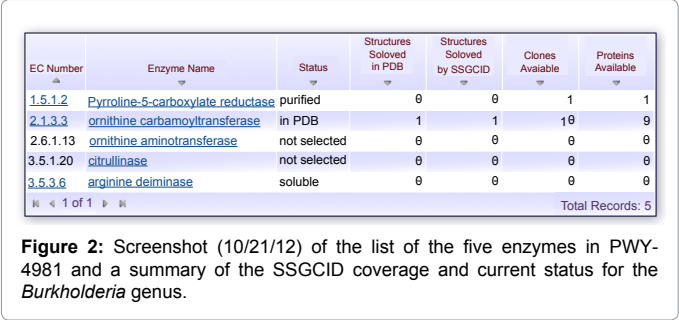 EC Number Enzyme Name Status Structures Soloved in PDB Structures Soloved by SSGCID Clones Avaiable Proteins Available
1.5.1.2 Pyrroline-5-carboxylate reductase purified 0 0 1 1
2.1.3.3 ornithine carbamoyltransferase in PDB 1 1 10 9
2.6.1.13 ornithine aminotransferase not selected 0 0 0 0
3.5.1.20 citrullinase not selected 0 0 0 0
3.5.3.6 arginine deiminase soluble 0 0 0 0
1 of 1 Total Records: 5
Figure 2: Screenshot (10/21/12) of the list of the five enzymes in PWY-
4981 and a summary of the SSGCID coverage and current status for the
Burkholderia genus.